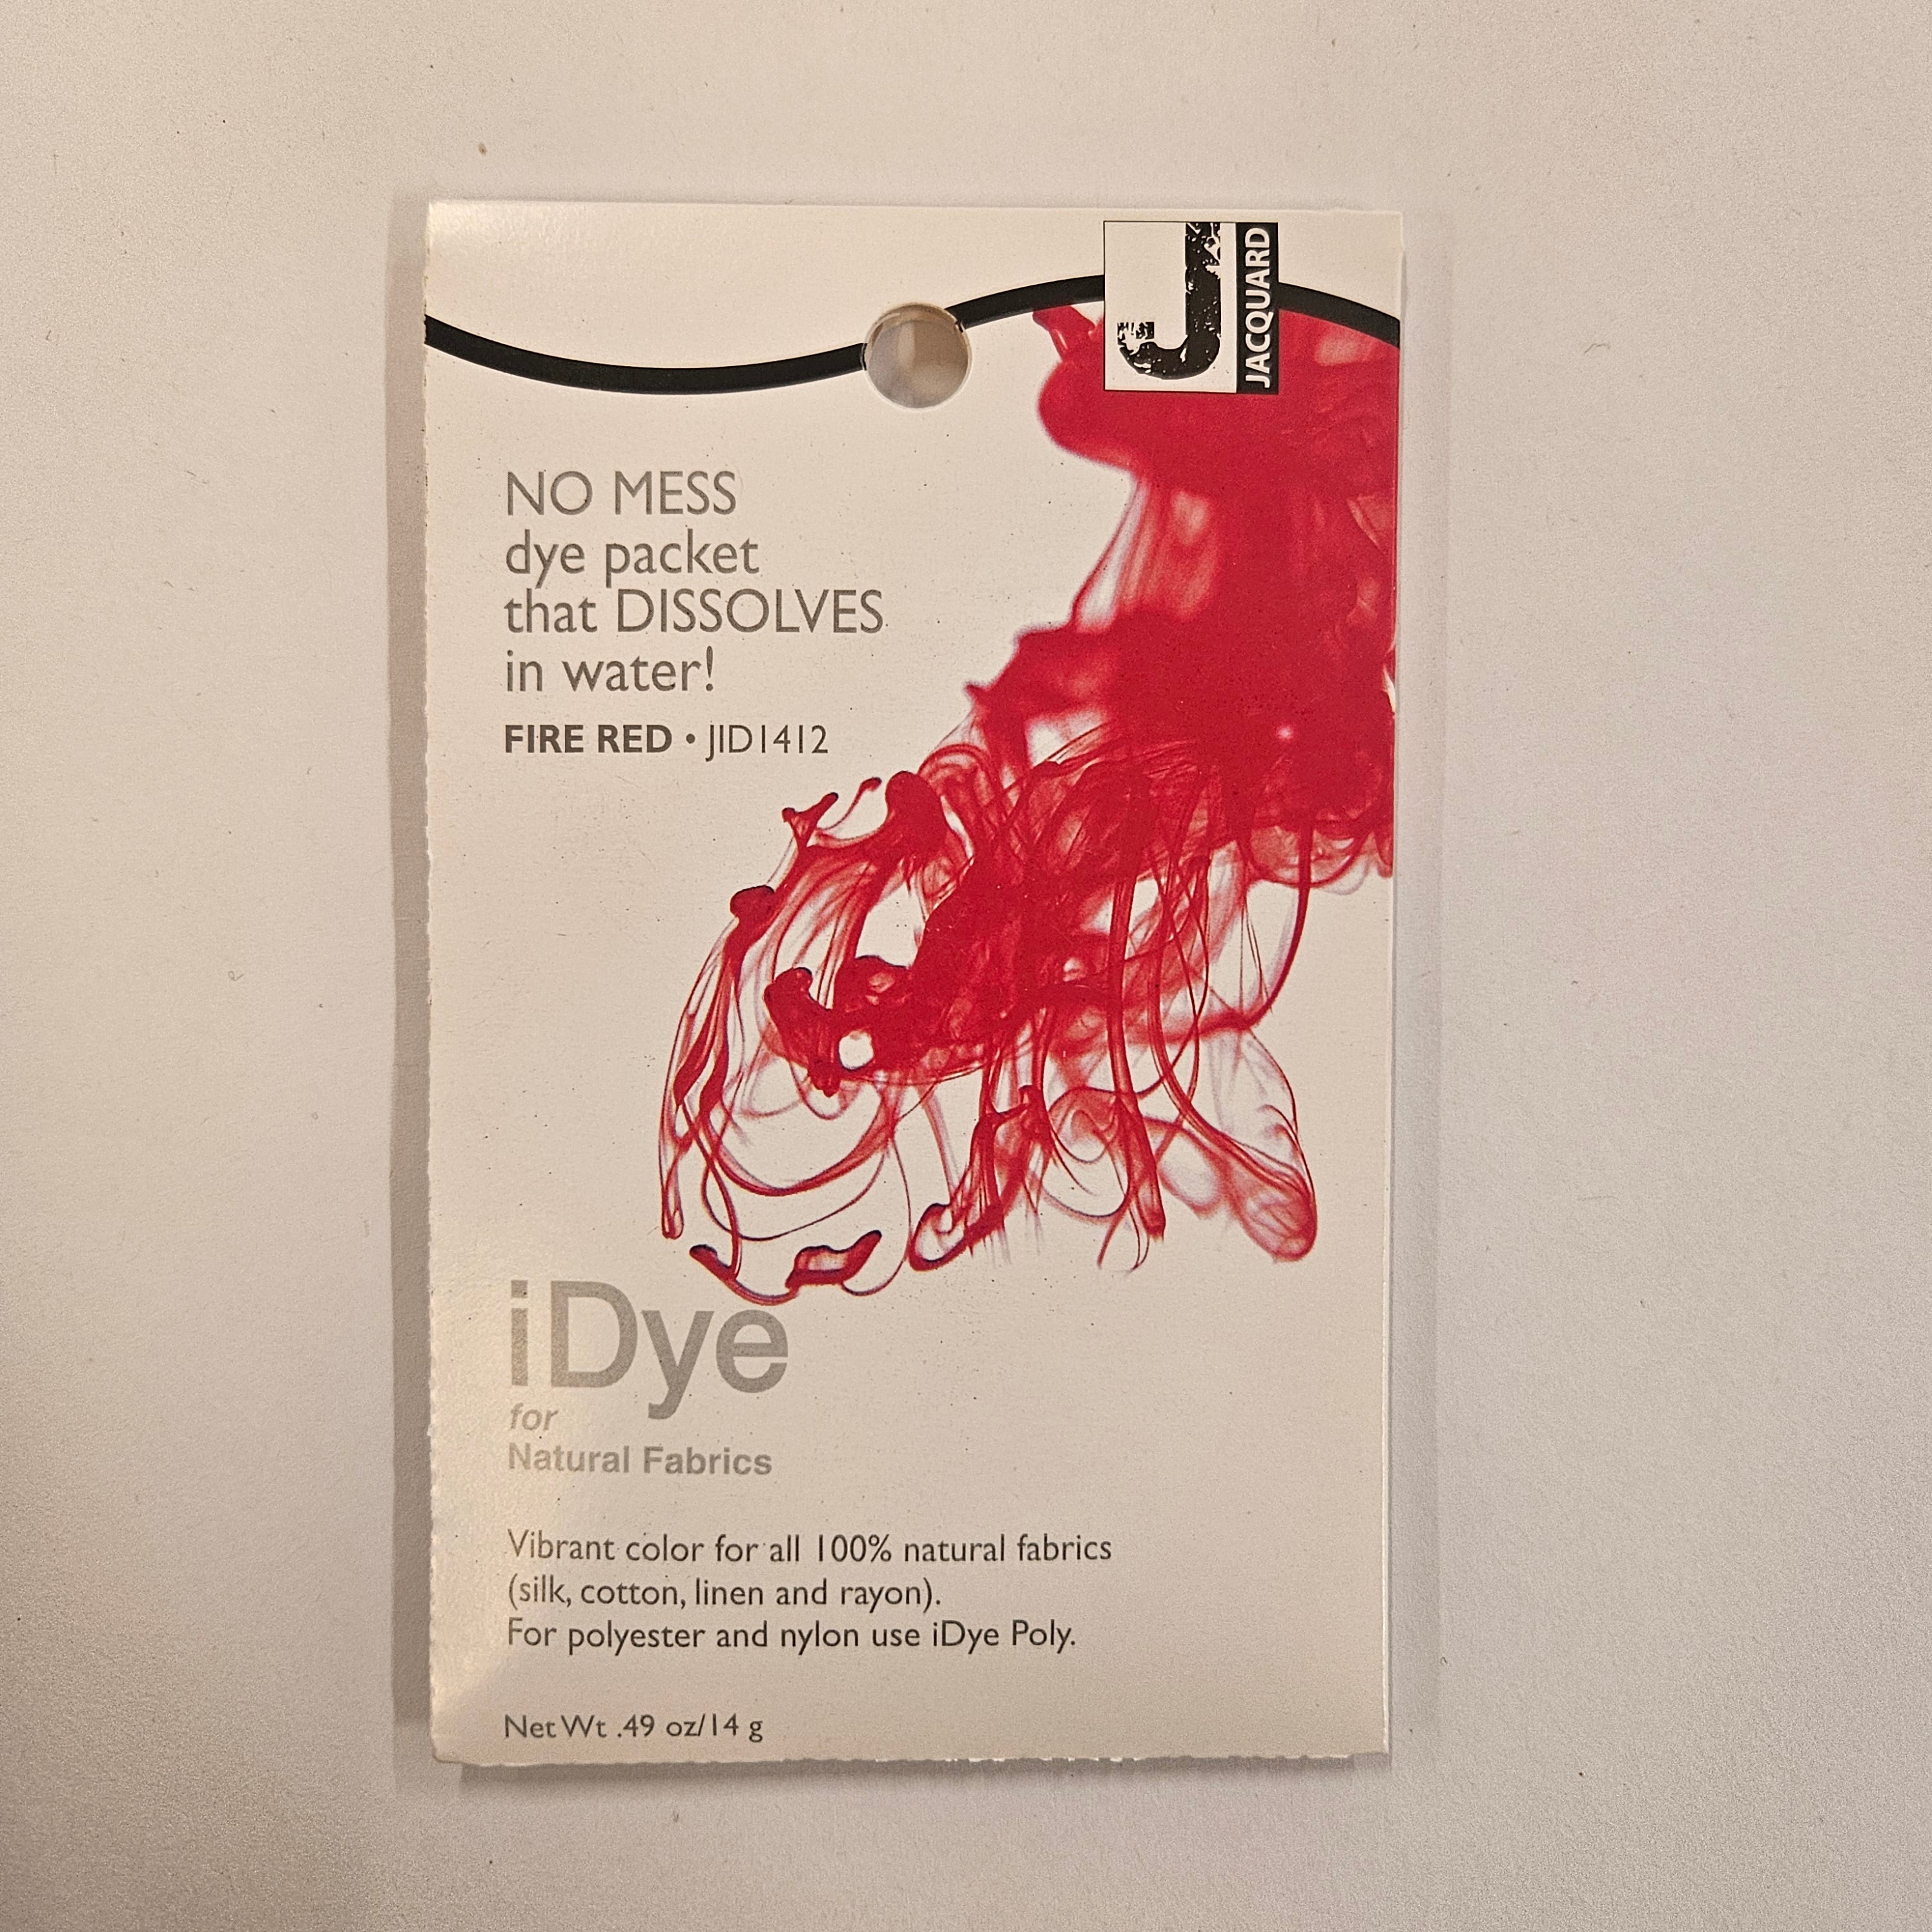 J
JACQUARD
NO MESS
dye packet
that DISSOLVES
in water!
FIRE RED • JID1412
iDye
for
Natural Fabrics
Vibrant color for all 100% natural fabrics
(silk, cotton, linen and rayon).
For polyester and nylon use iDye Poly.
Net Wt .49 oz/14 g